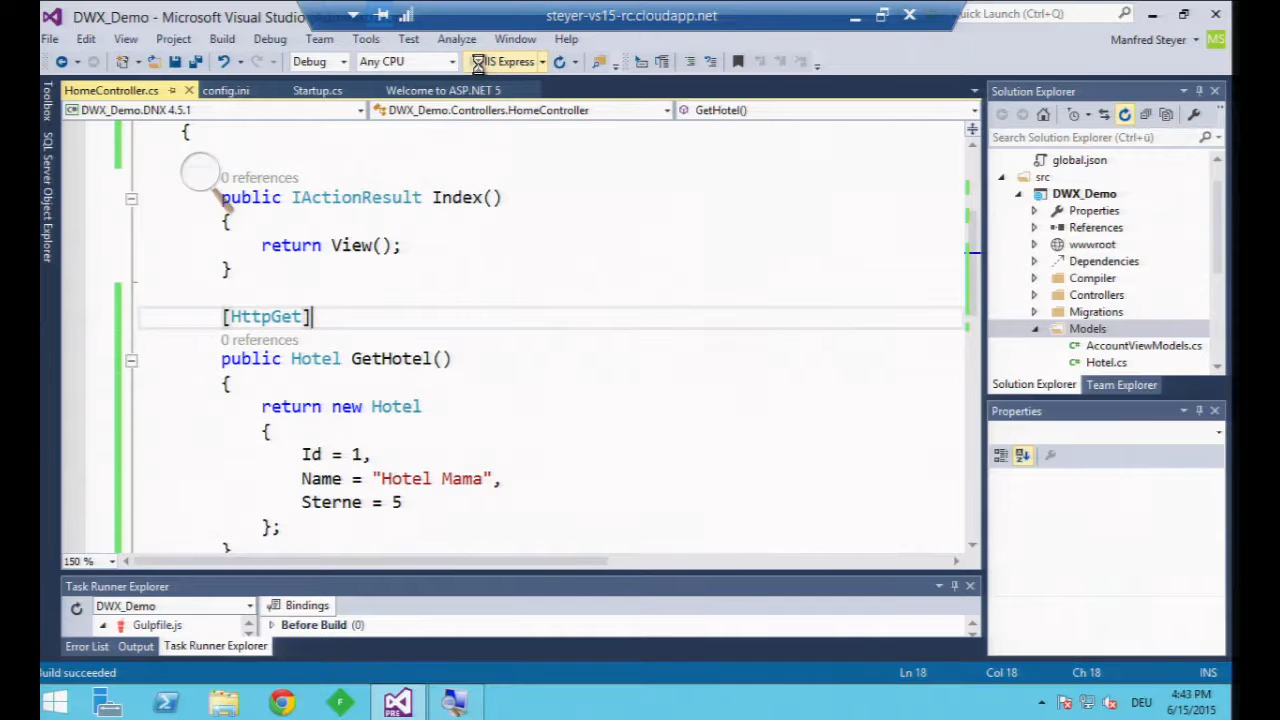 DWX_Demo - Microsoft Visual Studio
steyer-vs15-rc.cloudapp.net
Quick Launch (Ctrl+Q)
File Edit View Project Build Debug Team Tools Test Analyze Window Help
Manfred Steyer
MS
Debug Any CPU IIS Express
HomeController.cs config.ini Startup.cs Welcome to ASP.NET 5
DWX_Demo.DNX 4.5.1 DWX_Demo.Controllers.HomeController GetHotel()
{
0 references
public IActionResult Index()
{
return View();
}
[HttpGet]
0 references
public Hotel GetHotel()
{
return new Hotel
{
Id = 1,
Name = "Hotel Mama",
Sterne = 5
};
}
150 %
Toolbox
SQL Server Object Explorer
Solution Explorer
Search Solution Explorer (Ctrl+ü)
global.json
src
DWX_Demo
Properties
References
wwwroot
Dependencies
Compiler
Controllers
Migrations
Models
AccountViewModels.cs
Hotel.cs
Solution Explorer Team Explorer
Properties
Task Runner Explorer
DWX_Demo
Bindings
Gulpfile.js
Before Build (0)
Error List Output Task Runner Explorer
Build succeeded
Ln 18 Col 18 Ch 18 INS
PRE
DEU
4:43 PM
6/15/2015